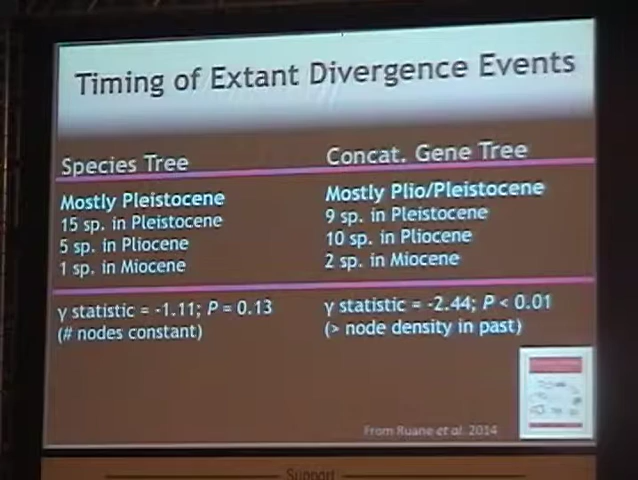 Timing of Extant Divergence Events
Species Tree
Mostly Pleistocene
15 sp. in Pleistocene
5 sp. in Pliocene
1 sp. in Miocene
γ statistic = -1.11; P = 0.13
(# nodes constant)
Concat. Gene Tree
Mostly Plio/Pleistocene
9 sp. in Pleistocene
10 sp. in Pliocene
2 sp. in Miocene
γ statistic = -2.44; P < 0.01
(> node density in past)
From Ruane et al. 2014
Support